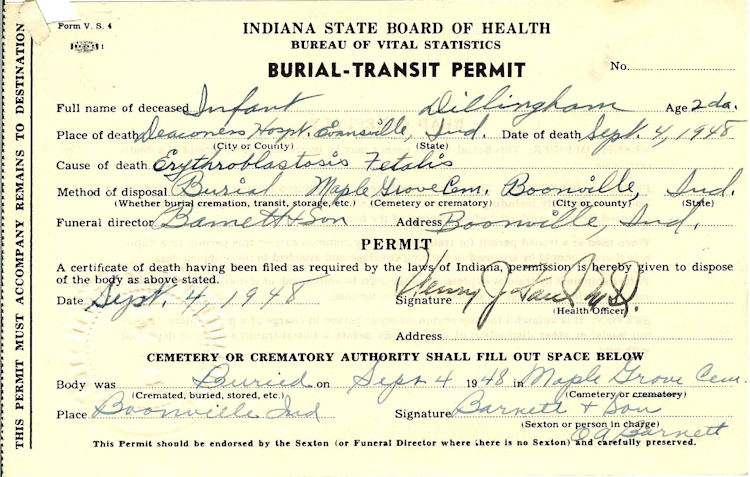 Form V. S. 4
INDIANA STATE BOARD OF HEALTH
BUREAU OF VITAL STATISTICS
BURIAL-TRANSIT PERMIT
No.
Full name of deceased Infant Dillingham Age 2 da.
Place of death Deaconess Hospt. Evansville, Ind. Date of death Sept. 4, 1948
(City or County) (State)
Cause of death Erythroblastosis Fetalis
Method of disposal Burial Maple Grove Cem. Boonville, Ind.
(Whether burial, cremation, transit, storage, etc.) (Cemetery or crematory) (City or county) (State)
Funeral director Barnett & Son Address Boonville, Ind.
PERMIT
A certificate of death having been filed as required by the laws of Indiana, permission is hereby given to dispose
of the body as above stated.
Date Sept. 4, 1948 Signature Henry J M.D.
(Health Officer)
Address
CEMETERY OR CREMATORY AUTHORITY SHALL FILL OUT SPACE BELOW
Body was Buried on Sept 4 1948 in Maple Grove Cem.
(Cremated, buried, stored, etc.) (Cemetery or crematory)
Place Boonville Ind Signature Barnett & Son
(Sexton or person in charge)
O A Barnett
This Permit should be endorsed by the Sexton (or Funeral Director where there is no Sexton) and carefully preserved.
THIS PERMIT MUST ACCOMPANY REMAINS TO DESTINATION